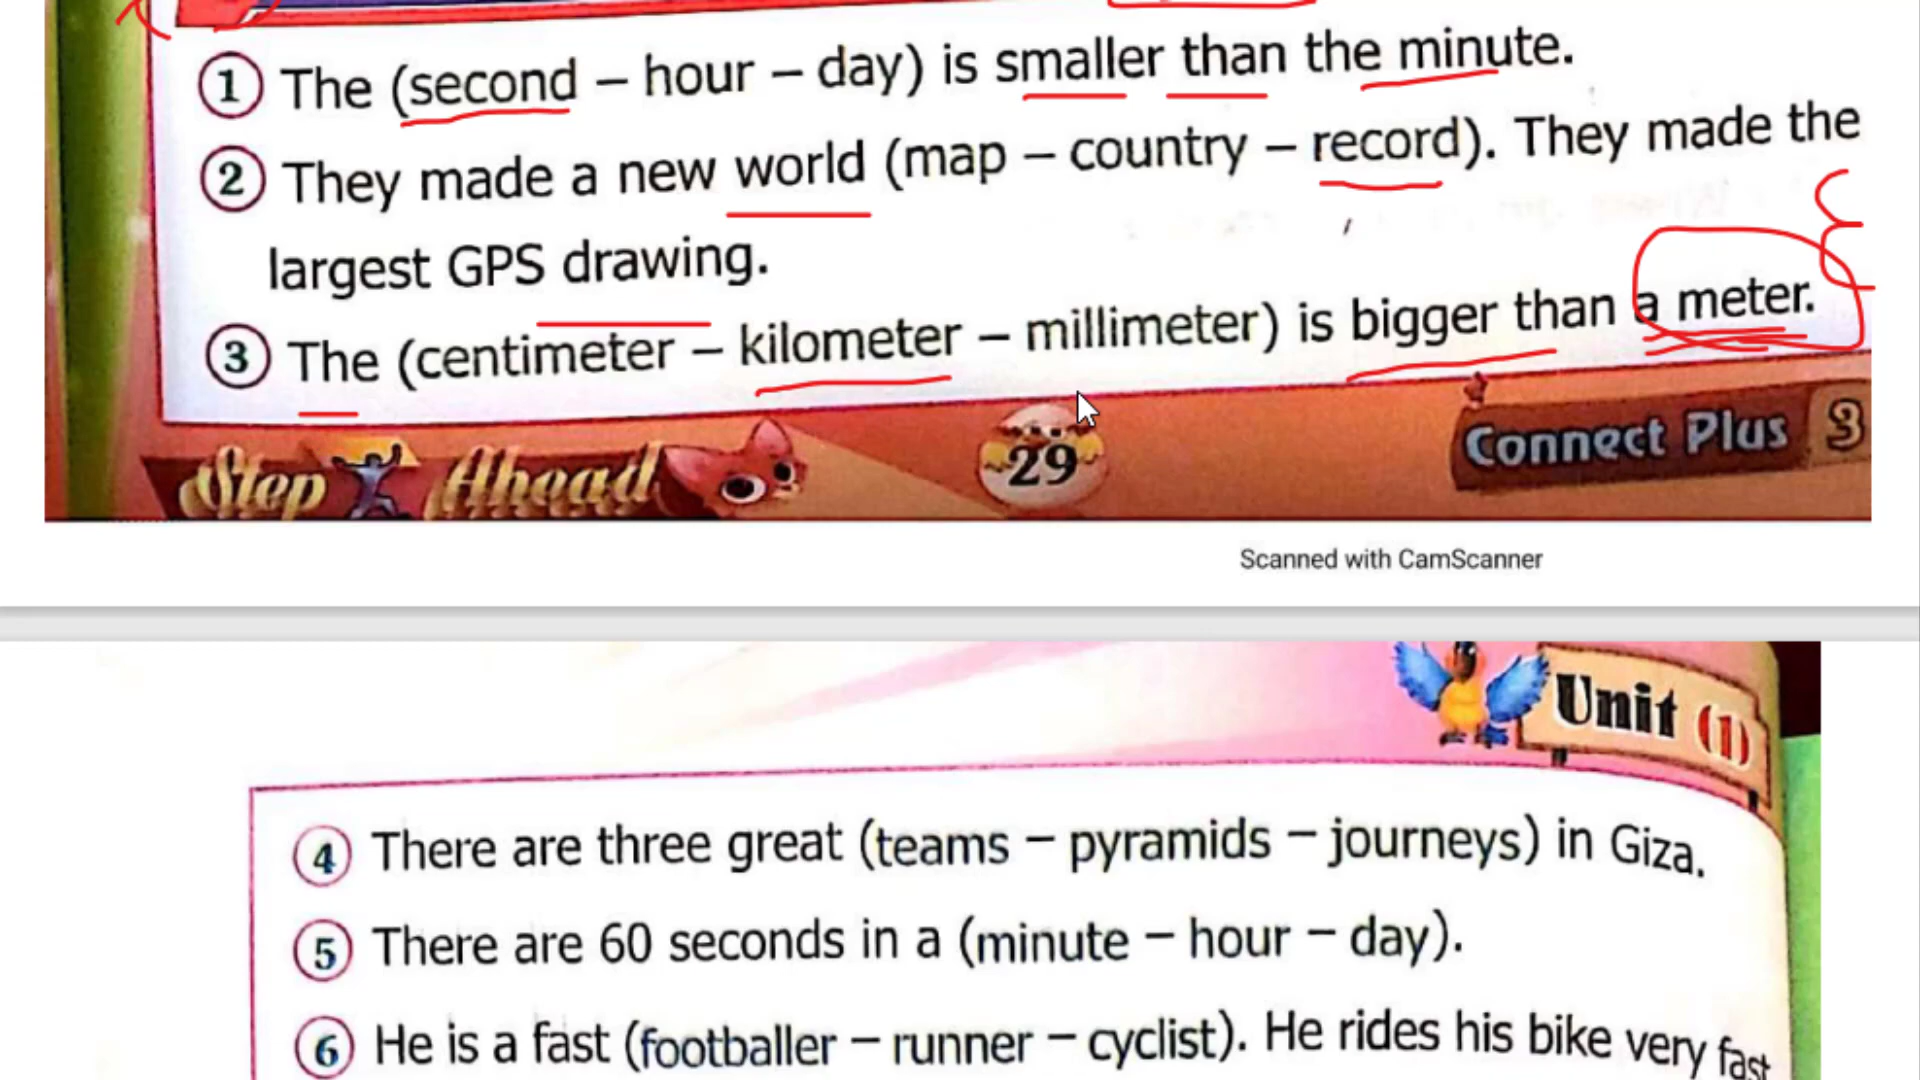 1 The (second – hour – day) is smaller than the minute.
2 They made a new world (map – country – record). They made the
largest GPS drawing.
3 The (centimeter – kilometer – millimeter) is bigger than a meter.
Step Ahead
29
Connect Plus 3
Scanned with CamScanner
Unit (1)
4 There are three great (teams – pyramids – journeys) in Giza.
5 There are 60 seconds in a (minute – hour – day).
6 He is a fast (footballer – runner – cyclist). He rides his bike very fast